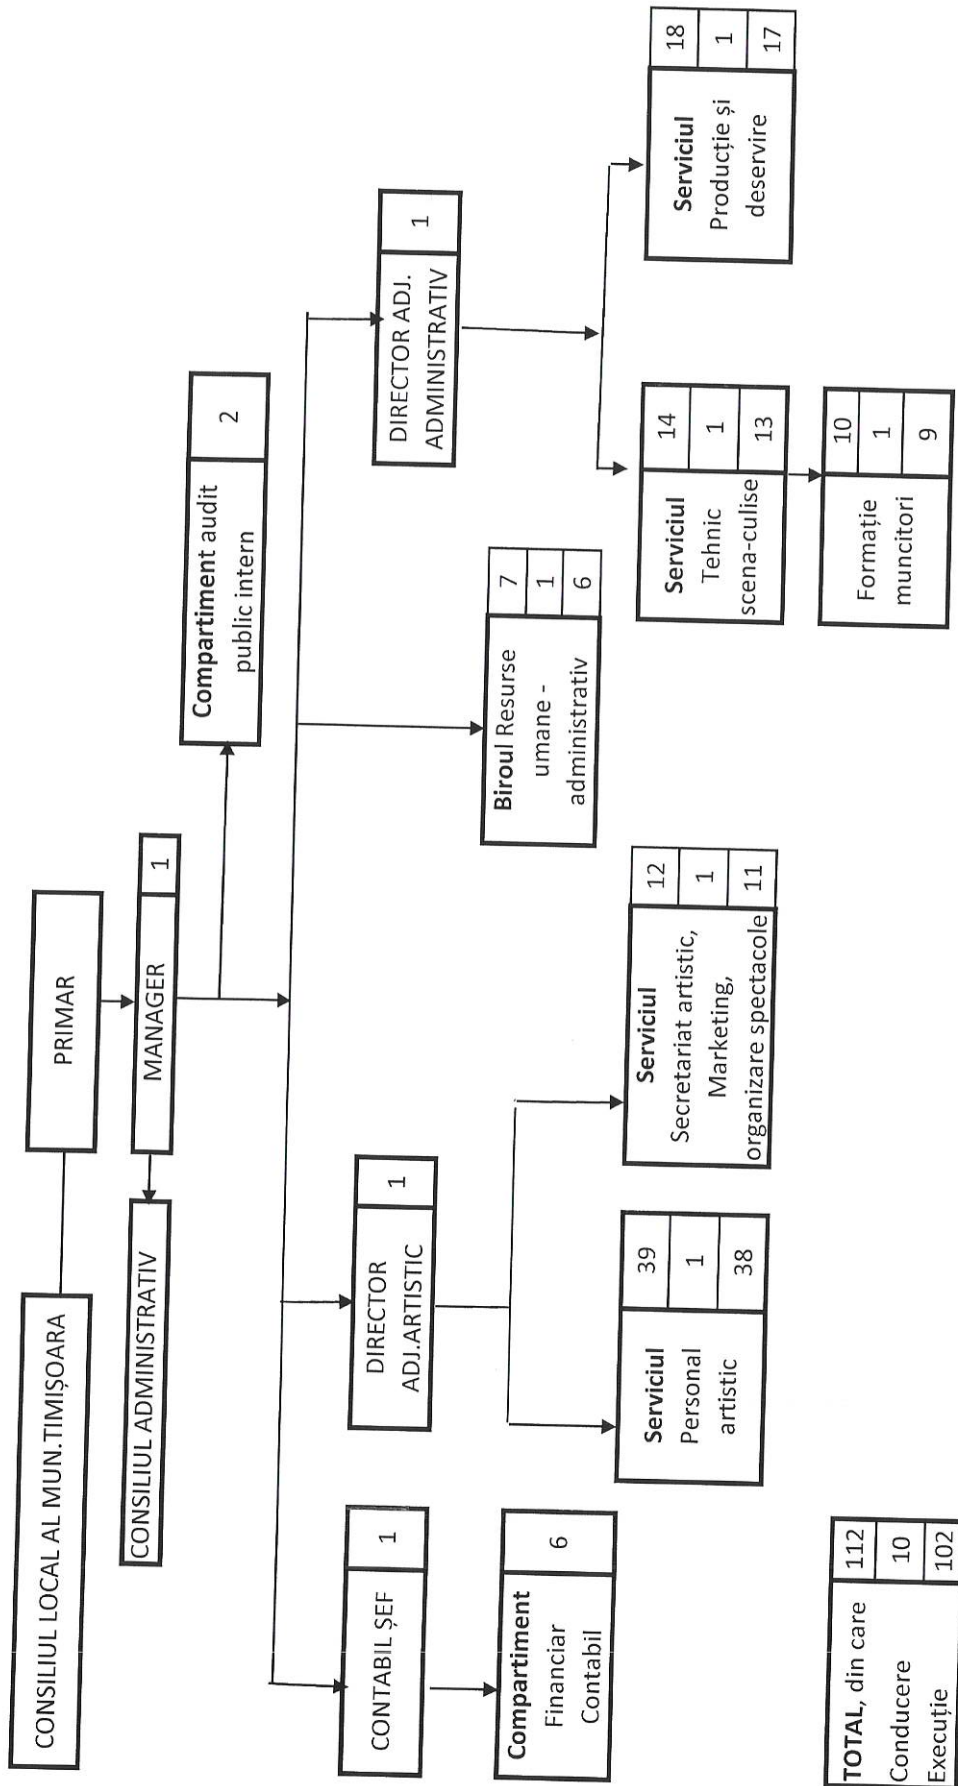 CONSILIUL LOCAL AL MUN.TIMIȘOARA
PRIMAR
CONSILIUL ADMINISTRATIV
MANAGER
1
Compartiment audit
public intern
2
CONTABIL ȘEF
1
DIRECTOR
ADJ.ARTISTIC
1
DIRECTOR ADJ.
ADMINISTRATIV
1
Compartiment
Financiar
Contabil
6
Biroul Resurse
umane -
administrativ
7
1
6
Serviciul
Personal
artistic
39
1
38
Serviciul
Secretariat artistic,
Marketing,
organizare spectacole
12
1
11
Serviciul
Tehnic
scena-culise
14
1
13
Serviciul
Producție și
deservire
18
1
17
Formație
muncitori
10
1
9
TOTAL, din care
112
Conducere
10
Execuție
102